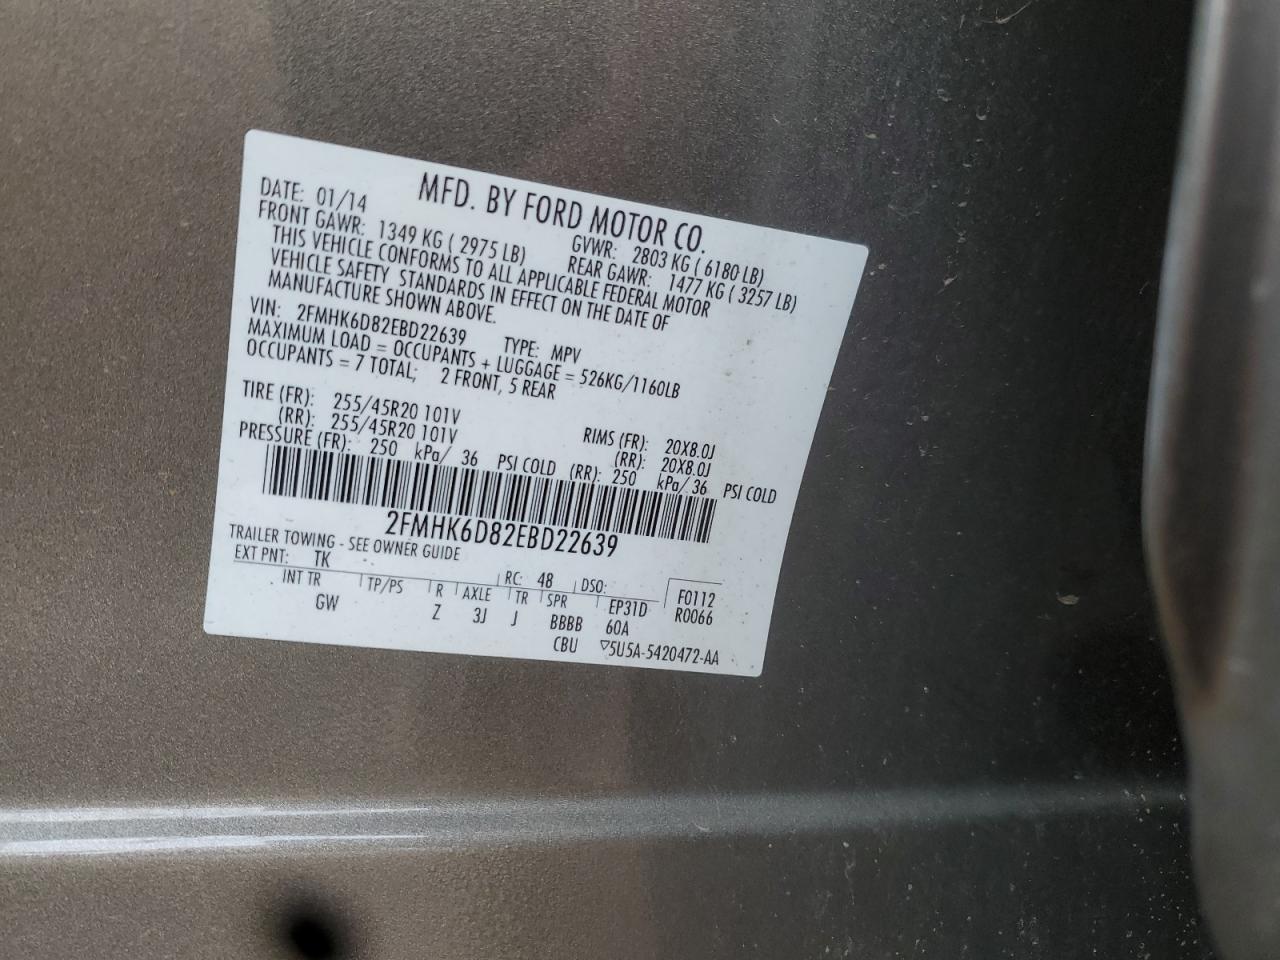 MFD. BY FORD MOTOR CO.
DATE: 01/14 GVWR: 2803 KG ( 6180 LB)
FRONT GAWR: 1349 KG ( 2975 LB) REAR GAWR: 1477 KG ( 3257 LB)
THIS VEHICLE CONFORMS TO ALL APPLICABLE FEDERAL MOTOR
VEHICLE SAFETY STANDARDS IN EFFECT ON THE DATE OF
MANUFACTURE SHOWN ABOVE.
VIN: 2FMHK6D82EBD22639 TYPE: MPV
MAXIMUM LOAD = OCCUPANTS + LUGGAGE = 526KG/1160LB
OCCUPANTS = 7 TOTAL; 2 FRONT, 5 REAR
TIRE (FR): 255/45R20 101V RIMS (FR): 20X8.0J
(RR): 255/45R20 101V (RR): 20X8.0J
PRESSURE (FR): 250 kPa/ 36 PSI COLD (RR): 250 kPa/ 36 PSI COLD
2FMHK6D82EBD22639
TRAILER TOWING - SEE OWNER GUIDE
EXT PNT: TK RC: 48 DSO: F0112
INT TR TP/PS R AXLE TR SPR EP31D R0066
GW Z 3J J BBBB 60A
CBU ▽5U5A-5420472-AA